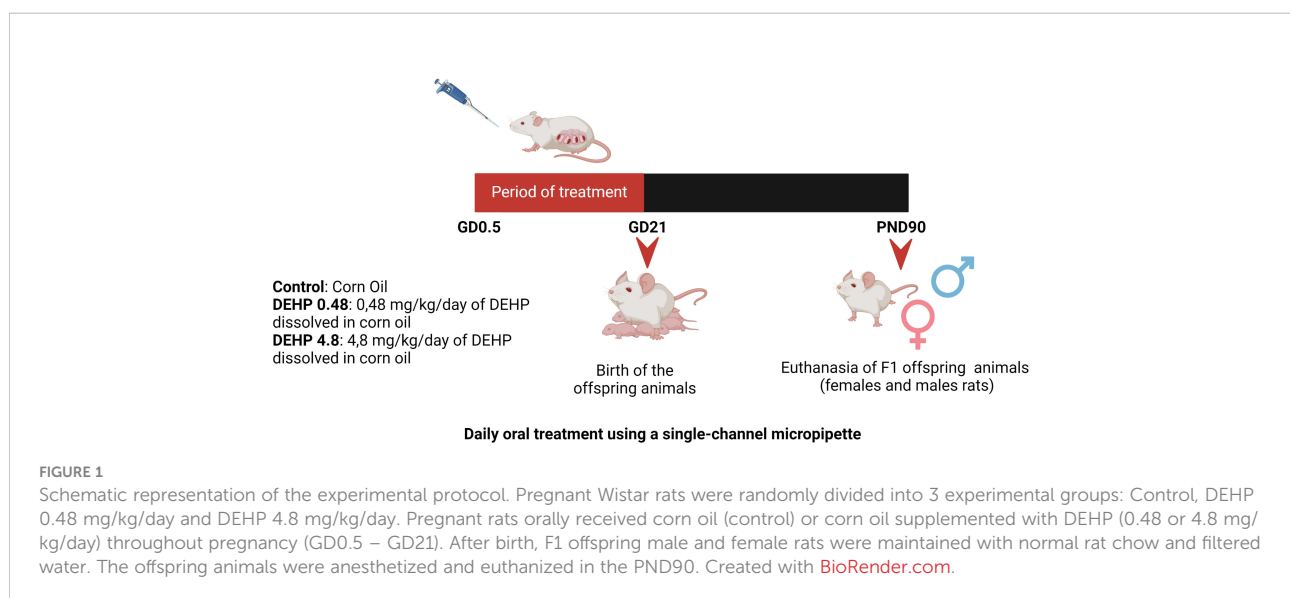 Period of treatment
GD0.5
GD21
PND90
Control: Corn Oil
DEHP 0.48: 0,48 mg/kg/day of DEHP
dissolved in corn oil
DEHP 4.8: 4,8 mg/kg/day of DEHP
dissolved in corn oil
Birth of the
offspring animals
Euthanasia of F1 offspring animals
(females and males rats)
Daily oral treatment using a single-channel micropipette
FIGURE 1
Schematic representation of the experimental protocol. Pregnant Wistar rats were randomly divided into 3 experimental groups: Control, DEHP
0.48 mg/kg/day and DEHP 4.8 mg/kg/day. Pregnant rats orally received corn oil (control) or corn oil supplemented with DEHP (0.48 or 4.8 mg/
kg/day) throughout pregnancy (GD0.5 – GD21). After birth, F1 offspring male and female rats were maintained with normal rat chow and filtered
water. The offspring animals were anesthetized and euthanized in the PND90. Created with BioRender.com.